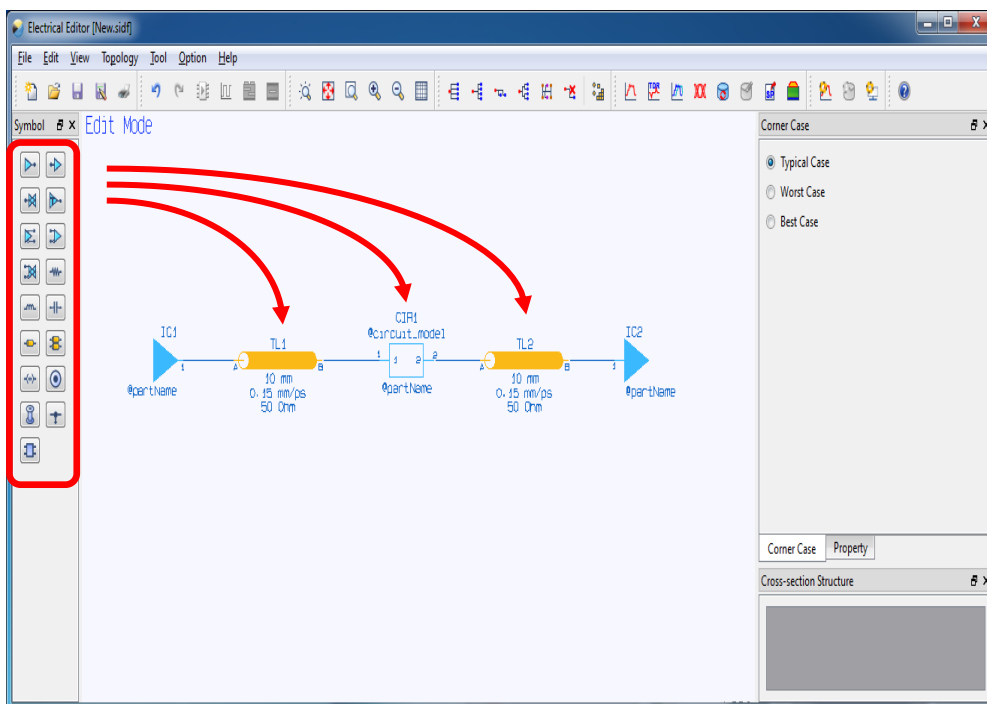 Electrical Editor [New.sidf]
File Edit View Topology Tool Option Help
Symbol
Edit Mode
Corner Case
Typical Case
Worst Case
Best Case
CIR1
@circuit_model
IC1
TL1
TL2
IC2
1
A
B
1
1 2
2
A
B
1
@partName
10 mm
0.15 mm/ps
50 Ohm
@partName
10 mm
0.15 mm/ps
50 Ohm
@partName
Corner Case Property
Cross-section Structure